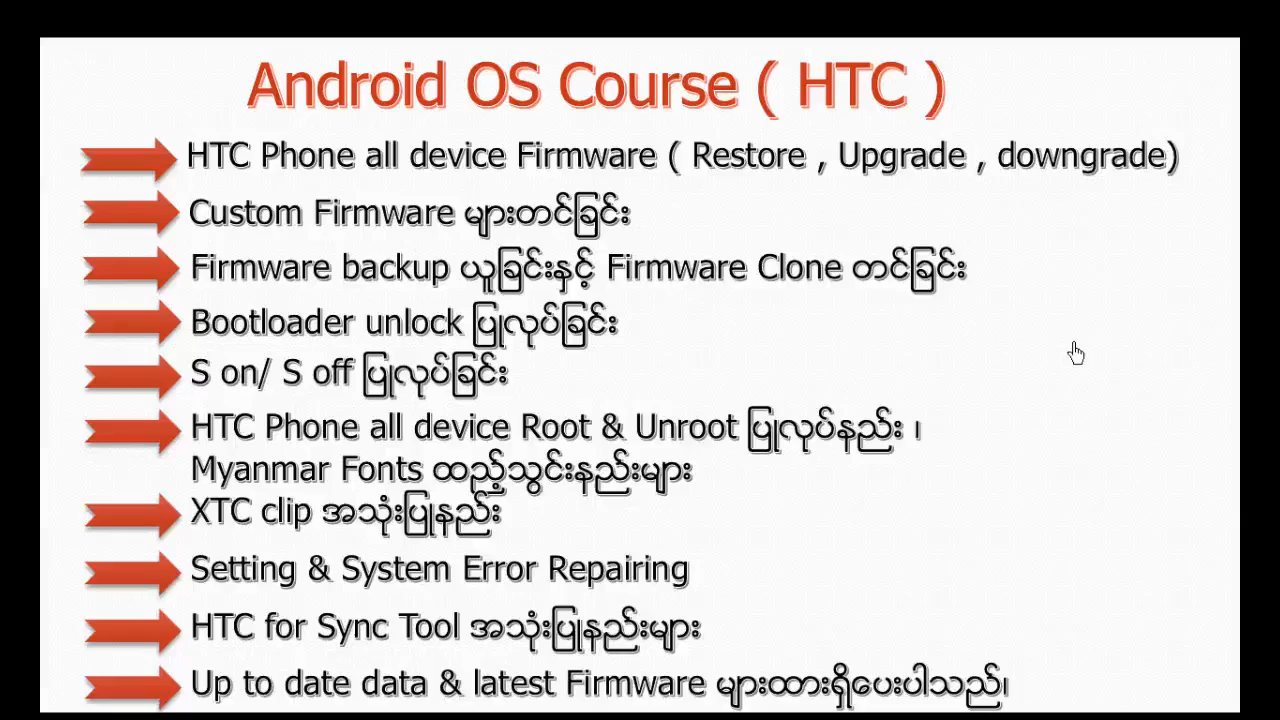 Android OS Course ( HTC )
HTC Phone all device Firmware ( Restore , Upgrade , downgrade)
Custom Firmware များတင်ခြင်း
Firmware backup ယူခြင်းနှင့် Firmware Clone တင်ခြင်း
Bootloader unlock ပြုလုပ်ခြင်း
S on/ S off ပြုလုပ်ခြင်း
HTC Phone all device Root & Unroot ပြုလုပ်နည်း ၊
Myanmar Fonts ထည့်သွင်းနည်းများ
XTC clip အသုံးပြုနည်း
Setting & System Error Repairing
HTC for Sync Tool အသုံးပြုနည်းများ
Up to date data & latest Firmware များထားရှိပေးပါသည်၊